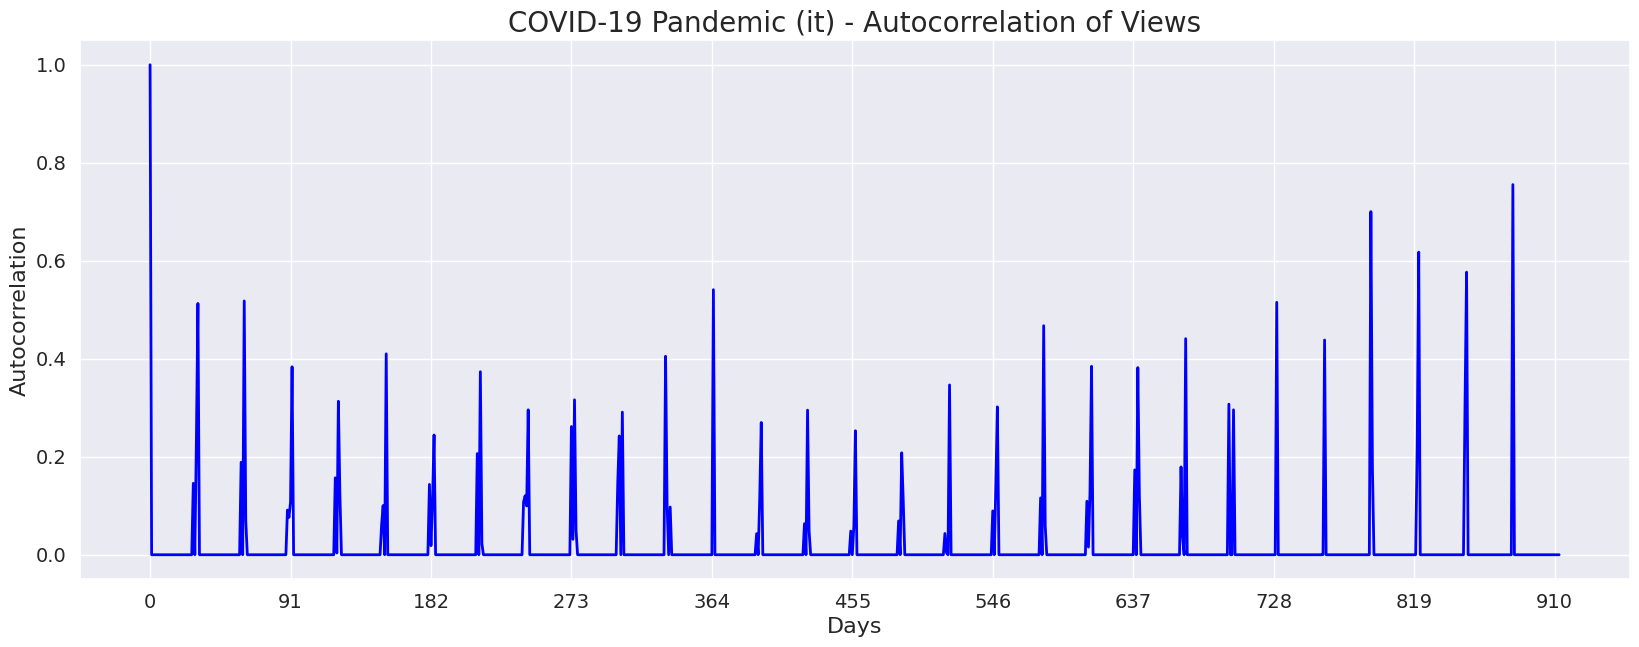 COVID-19 Pandemic (it) - Autocorrelation of Views
1.0
0.8
0.6
0.4
0.2
0.0
Autocorrelation
0 91 182 273 364 455 546 637 728 819 910
Days